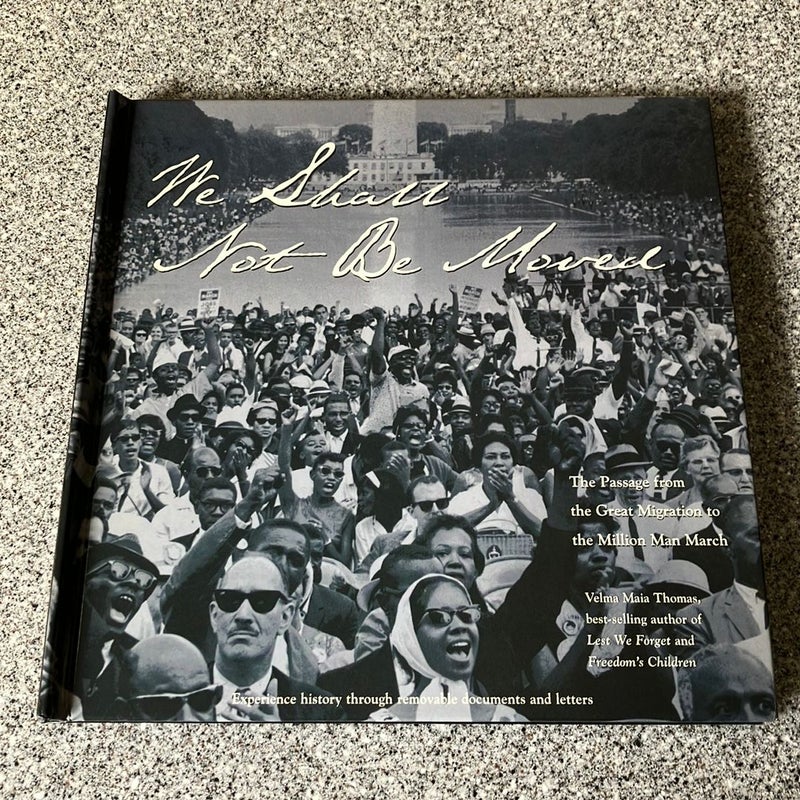 We Shall
Not Be Moved
The Passage from
the Great Migration to
the Million Man March
Velma Maia Thomas,
best-selling author of
Lest We Forget and
Freedom's Children
Experience history through removable documents and letters